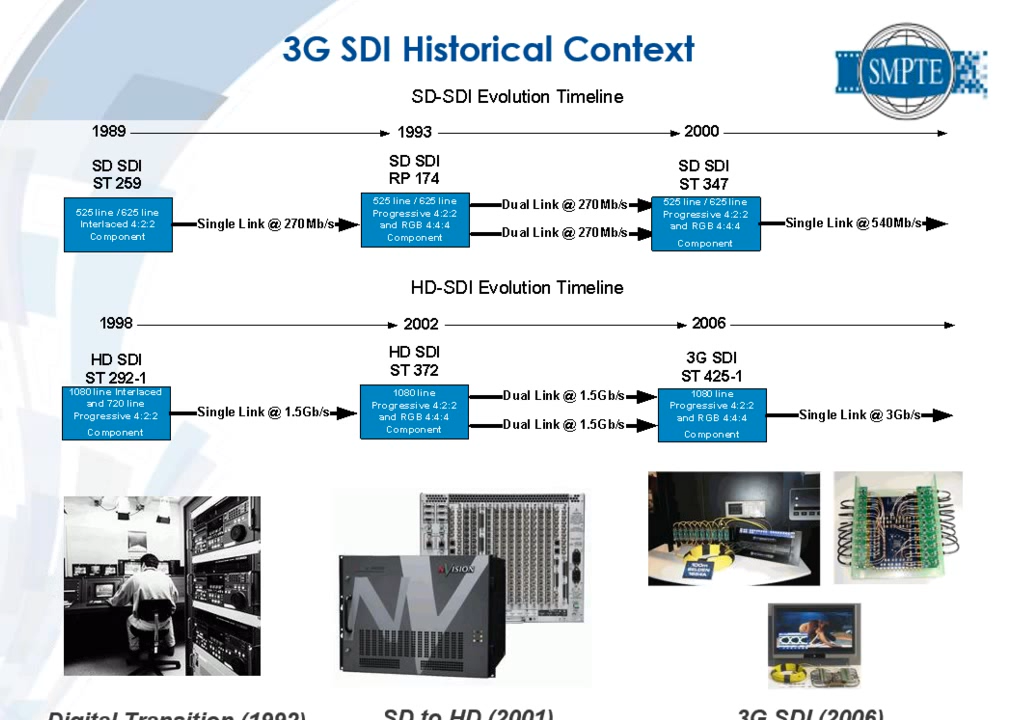 3G SDI Historical Context
SMPTE
SD-SDI Evolution Timeline
1989
1993
2000
SD SDI
ST 259
SD SDI
RP 174
SD SDI
ST 347
525 line / 625 line
Interlaced 4:2:2
Component
Single Link @ 270Mb/s
525 line / 625 line
Progressive 4:2:2
and RGB 4:4:4
Component
Dual Link @ 270Mb/s
Dual Link @ 270Mb/s
525 line / 625 line
Progressive 4:2:2
and RGB 4:4:4
Component
Single Link @ 540Mb/s
HD-SDI Evolution Timeline
1998
2002
2006
HD SDI
ST 292-1
HD SDI
ST 372
3G SDI
ST 425-1
1080 line Interlaced
and 720 line
Progressive 4:2:2
Component
Single Link @ 1.5Gb/s
1080 line
Progressive 4:2:2
and RGB 4:4:4
Component
Dual Link @ 1.5Gb/s
Dual Link @ 1.5Gb/s
1080 line
Progressive 4:2:2
and RGB 4:4:4
Component
Single Link @ 3Gb/s
NVISION
Digital Transition (1992)
SD to HD (2001)
3G SDI (2006)